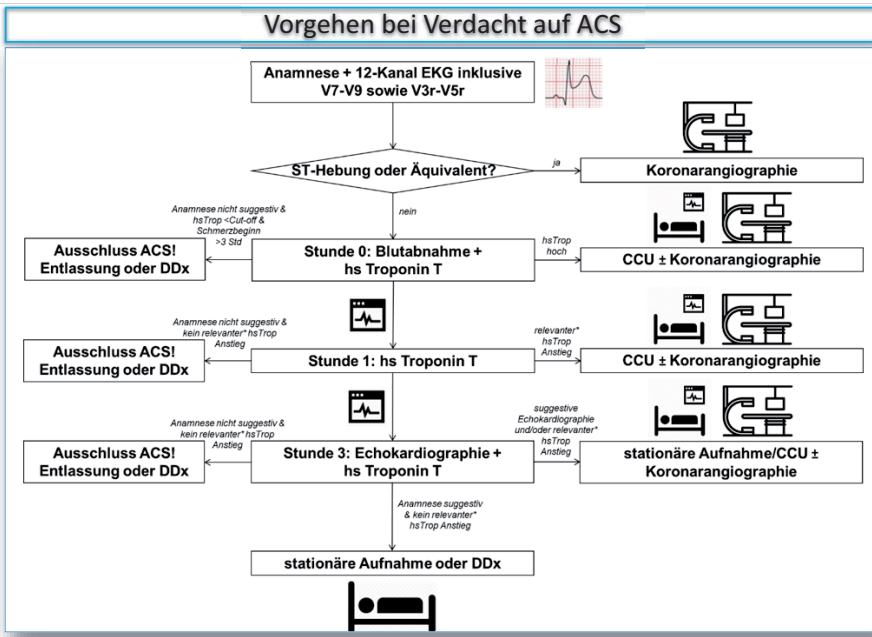 Vorgehen bei Verdacht auf ACS
Anamnese + 12-Kanal EKG inklusive
V7-V9 sowie V3r-V5r
ST-Hebung oder Äquivalent?
ja
Koronarangiographie
nein
Anamnese nicht suggestiv &
hsTrop <Cut-off &
Schmerzbeginn
>3 Std
Ausschluss ACS!
Entlassung oder DDx
Stunde 0: Blutabnahme +
hs Troponin T
hsTrop
hoch
CCU ± Koronarangiographie
Anamnese nicht suggestiv &
kein relevanter* hsTrop
Anstieg
Ausschluss ACS!
Entlassung oder DDx
Stunde 1: hs Troponin T
relevanter*
hsTrop
Anstieg
CCU ± Koronarangiographie
Anamnese nicht suggestiv &
kein relevanter* hsTrop
Anstieg
Ausschluss ACS!
Entlassung oder DDx
Stunde 3: Echokardiographie +
hs Troponin T
suggestive
Echokardiographie
und/oder relevanter*
hsTrop
Anstieg
stationäre Aufnahme/CCU ±
Koronarangiographie
Anamnese suggestiv
& kein relevanter*
hsTrop Anstieg
stationäre Aufnahme oder DDx